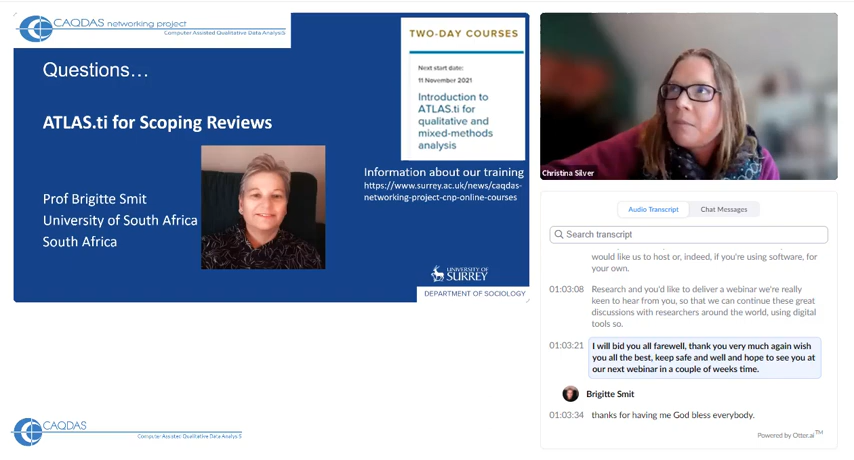 CAQDAS networking project
Computer Assisted Qualitative Data AnalysiS
Questions…
ATLAS.ti for Scoping Reviews
Prof Brigitte Smit
University of South Africa
South Africa
TWO-DAY COURSES
Next start date:
11 November 2021
Introduction to
ATLAS.ti for
qualitative and
mixed-methods
analysis
Information about our training
https://www.surrey.ac.uk/news/caqdas-
networking-project-cnp-online-courses
UNIVERSITY OF
SURREY
DEPARTMENT OF SOCIOLOGY
CAQDAS
Computer Assisted Qualitative Data AnalysiS
Christina Silver
Audio Transcript
Chat Messages
Search transcript
would like us to host or, indeed, if you're using software, for
your own.
01:03:08 Research and you'd like to deliver a webinar we're really
keen to hear from you, so that we can continue these great
discussions with researchers around the world, using digital
tools so.
01:03:21 I will bid you all farewell, thank you very much again wish
you all the best, keep safe and well and hope to see you at
our next webinar in a couple of weeks time.
Brigitte Smit
01:03:34 thanks for having me God bless everybody.
Powered by Otter.ai TM